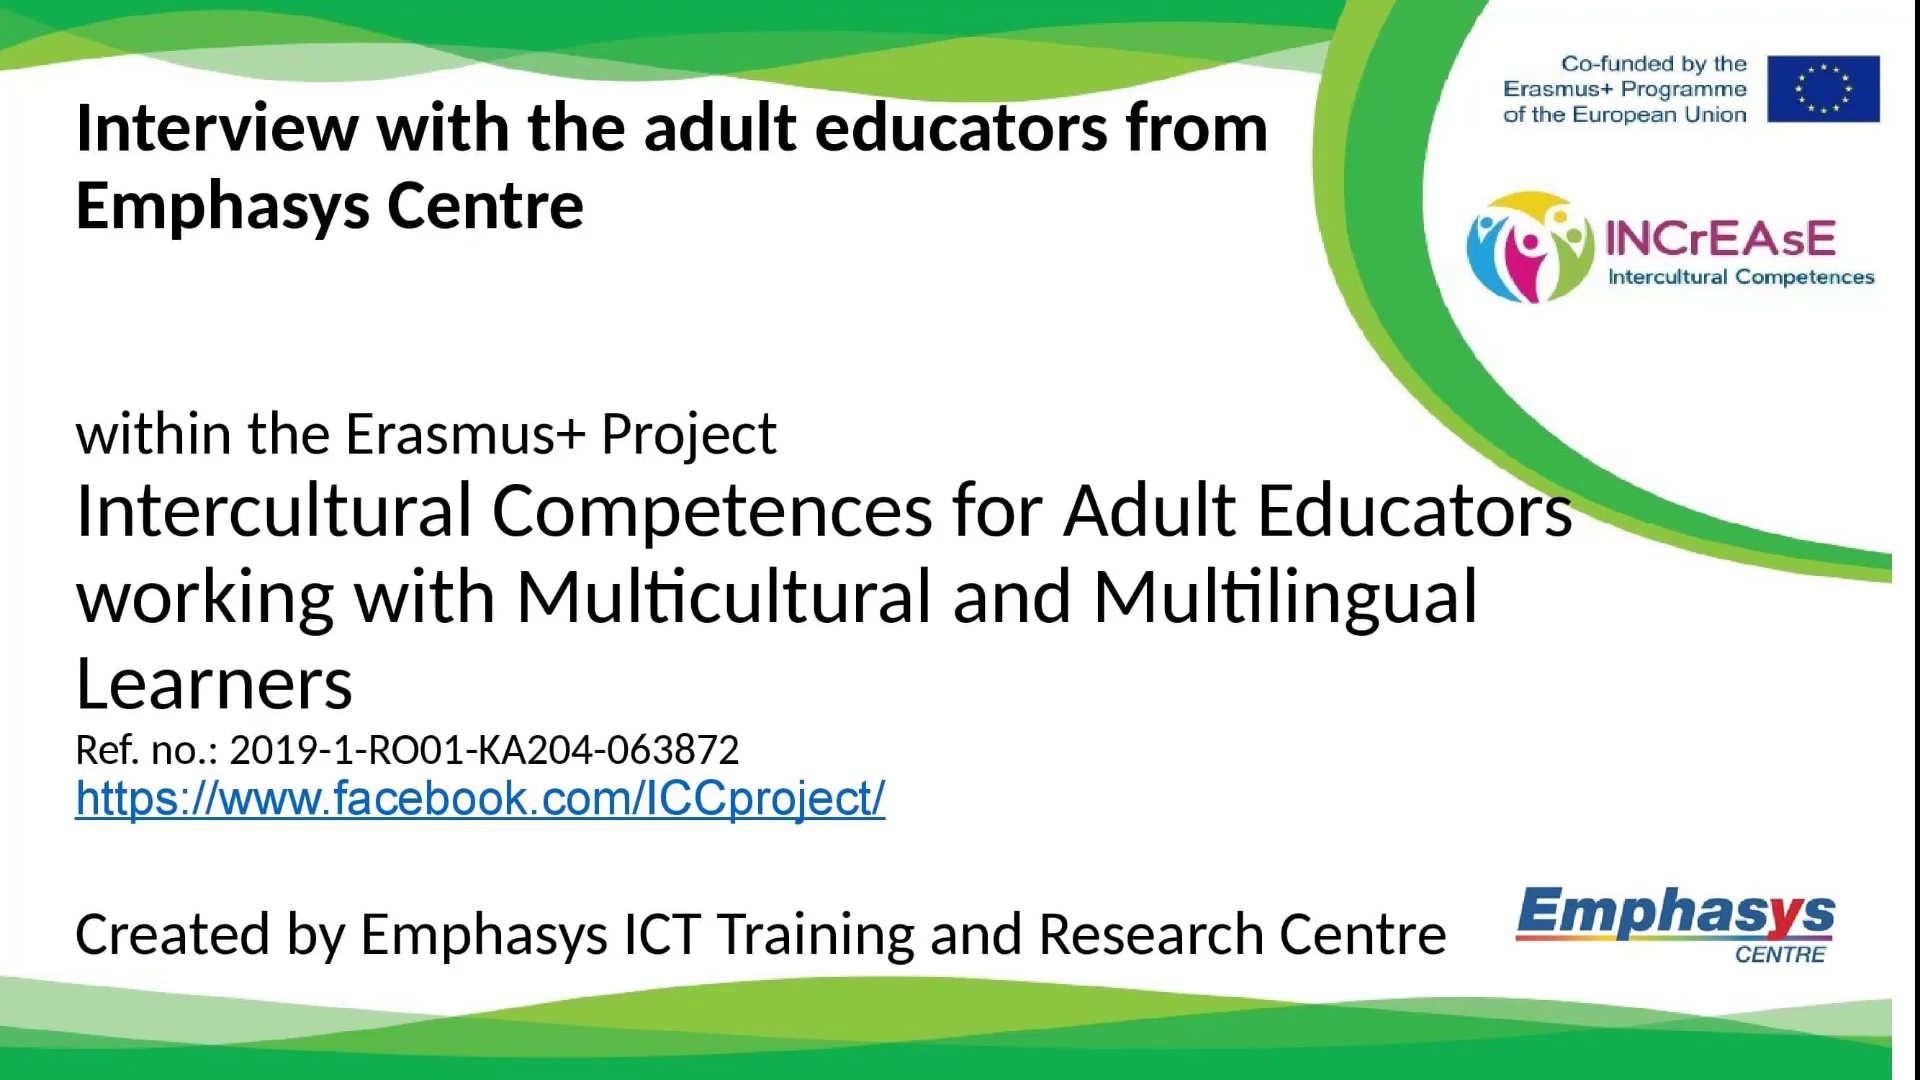 Interview with the adult educators from
Emphasys Centre
Co-funded by the
Erasmus+ Programme
of the European Union
INCrEAsE
Intercultural Competences
within the Erasmus+ Project
Intercultural Competences for Adult Educators
working with Multicultural and Multilingual
Learners
Ref. no.: 2019-1-RO01-KA204-063872
https://www.facebook.com/ICCproject/
Created by Emphasys ICT Training and Research Centre
Emphasys
CENTRE